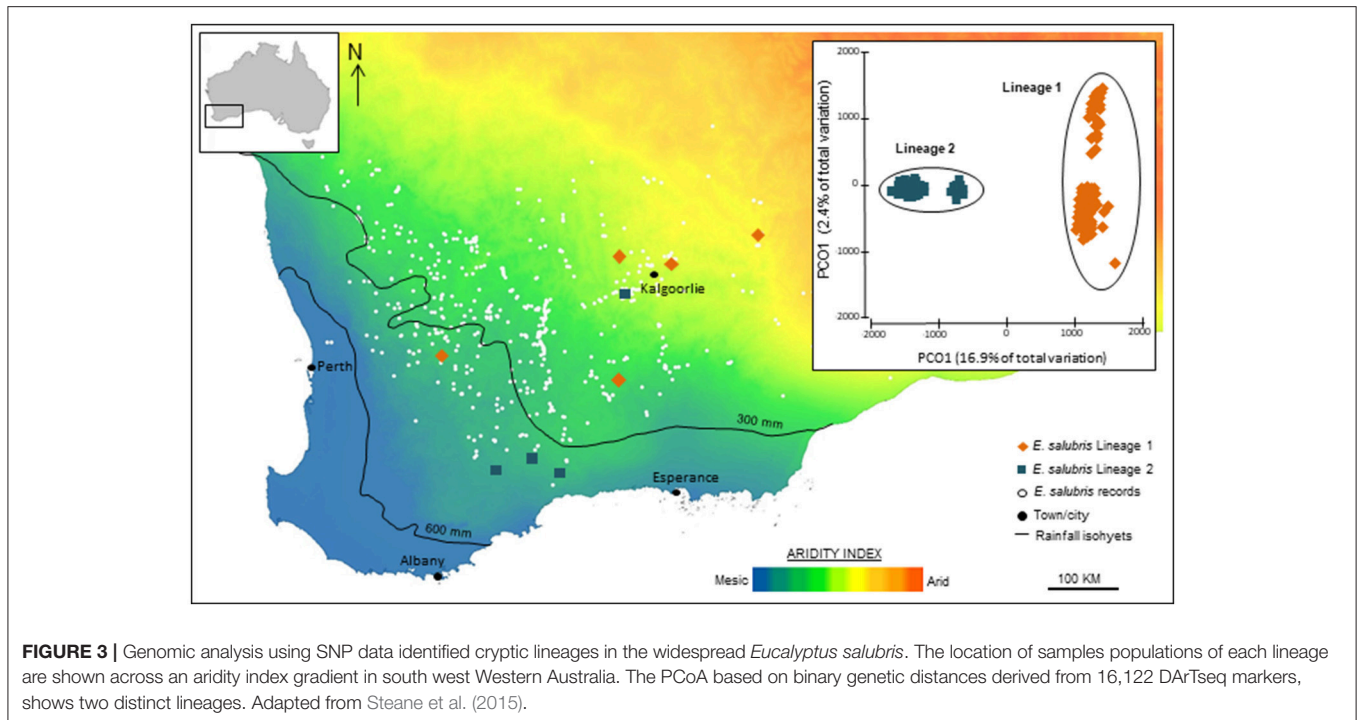 N
Kalgoorlie
Perth
300 mm
Esperance
600 mm
Albany
Lineage 1
Lineage 2
PCO1 (2.4% of total variation)
2000
1000
0
1000
2000
-2000
-1000
0
1000
2000
PCO1 (16.9% of total variation)
E. salubris Lineage 1
E. salubris Lineage 2
E. salubris records
Town/city
Rainfall isohyets
ARIDITY INDEX
Mesic
Arid
100 KM
FIGURE 3 | Genomic analysis using SNP data identified cryptic lineages in the widespread Eucalyptus salubris. The location of samples populations of each lineage
are shown across an aridity index gradient in south west Western Australia. The PCoA based on binary genetic distances derived from 16,122 DArTseq markers,
shows two distinct lineages. Adapted from Steane et al. (2015).